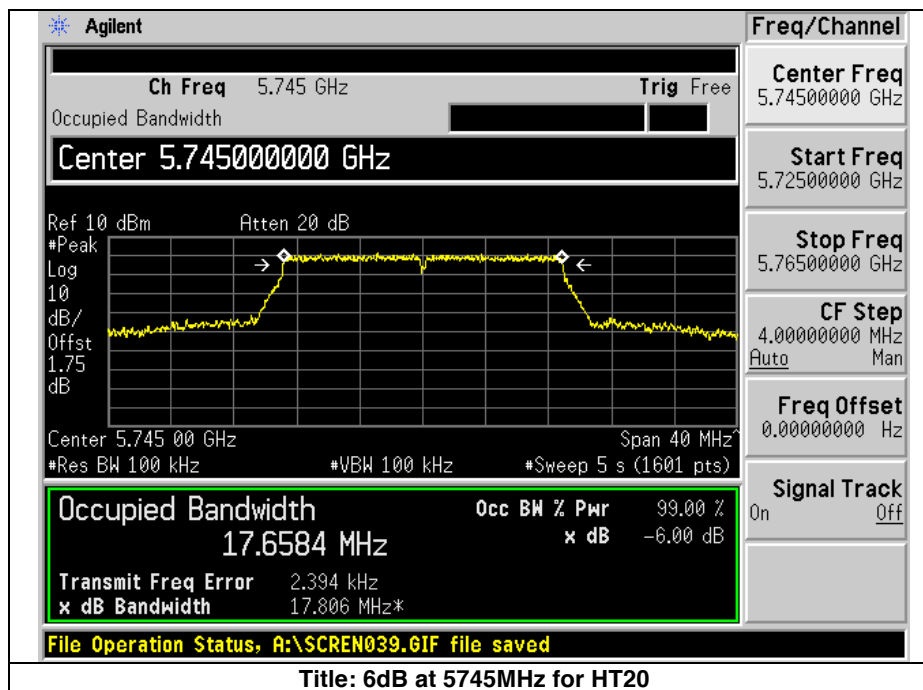 Agilent
Freq/Channel
Ch Freq 5.745 GHz Trig Free
Occupied Bandwidth
Center 5.745000000 GHz
Center Freq
5.74500000 GHz
Start Freq
5.72500000 GHz
Stop Freq
5.76500000 GHz
CF Step
4.00000000 MHz
Auto Man
Freq Offset
0.00000000 Hz
Signal Track
On Off
Ref 10 dBm Atten 20 dB
#Peak
Log
10
dB/
Offst
1.75
dB
Center 5.745 00 GHz Span 40 MHz^
#Res BW 100 kHz #VBW 100 kHz #Sweep 5 s (1601 pts)
Occupied Bandwidth Occ BW % Pwr 99.00 %
17.6584 MHz x dB -6.00 dB
Transmit Freq Error 2.394 kHz
x dB Bandwidth 17.806 MHz*
File Operation Status, A:\SCREN039.GIF file saved
Title: 6dB at 5745MHz for HT20